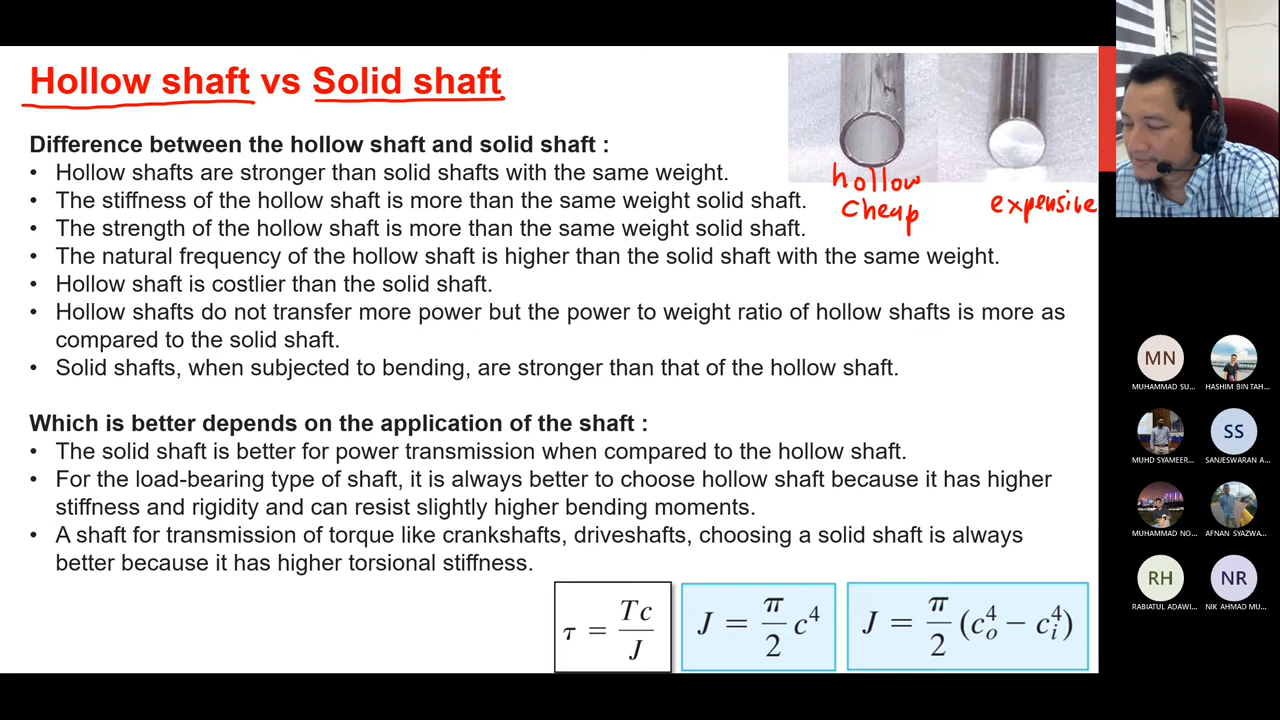 Hollow shaft vs Solid shaft
hollow
cheap
expensive
Difference between the hollow shaft and solid shaft :
• Hollow shafts are stronger than solid shafts with the same weight.
• The stiffness of the hollow shaft is more than the same weight solid shaft.
• The strength of the hollow shaft is more than the same weight solid shaft.
• The natural frequency of the hollow shaft is higher than the solid shaft with the same weight.
• Hollow shaft is costlier than the solid shaft.
• Hollow shafts do not transfer more power but the power to weight ratio of hollow shafts is more as
compared to the solid shaft.
• Solid shafts, when subjected to bending, are stronger than that of the hollow shaft.
Which is better depends on the application of the shaft :
• The solid shaft is better for power transmission when compared to the hollow shaft.
• For the load-bearing type of shaft, it is always better to choose hollow shaft because it has higher
stiffness and rigidity and can resist slightly higher bending moments.
• A shaft for transmission of torque like crankshafts, driveshafts, choosing a solid shaft is always
better because it has higher torsional stiffness.
τ = Tc/J
J = π/2 c⁴
J = π/2 (cₒ⁴ − cᵢ⁴)
MN
MUHAMMAD SU...
HASHIM BIN TAH...
SS
MUHD SYAMEER...
SANJESWARAN A...
MUHAMMAD NO...
AFNAN SYAZWA...
RH
NR
RABIATUL ADAWI...
NIK AHMAD MU...